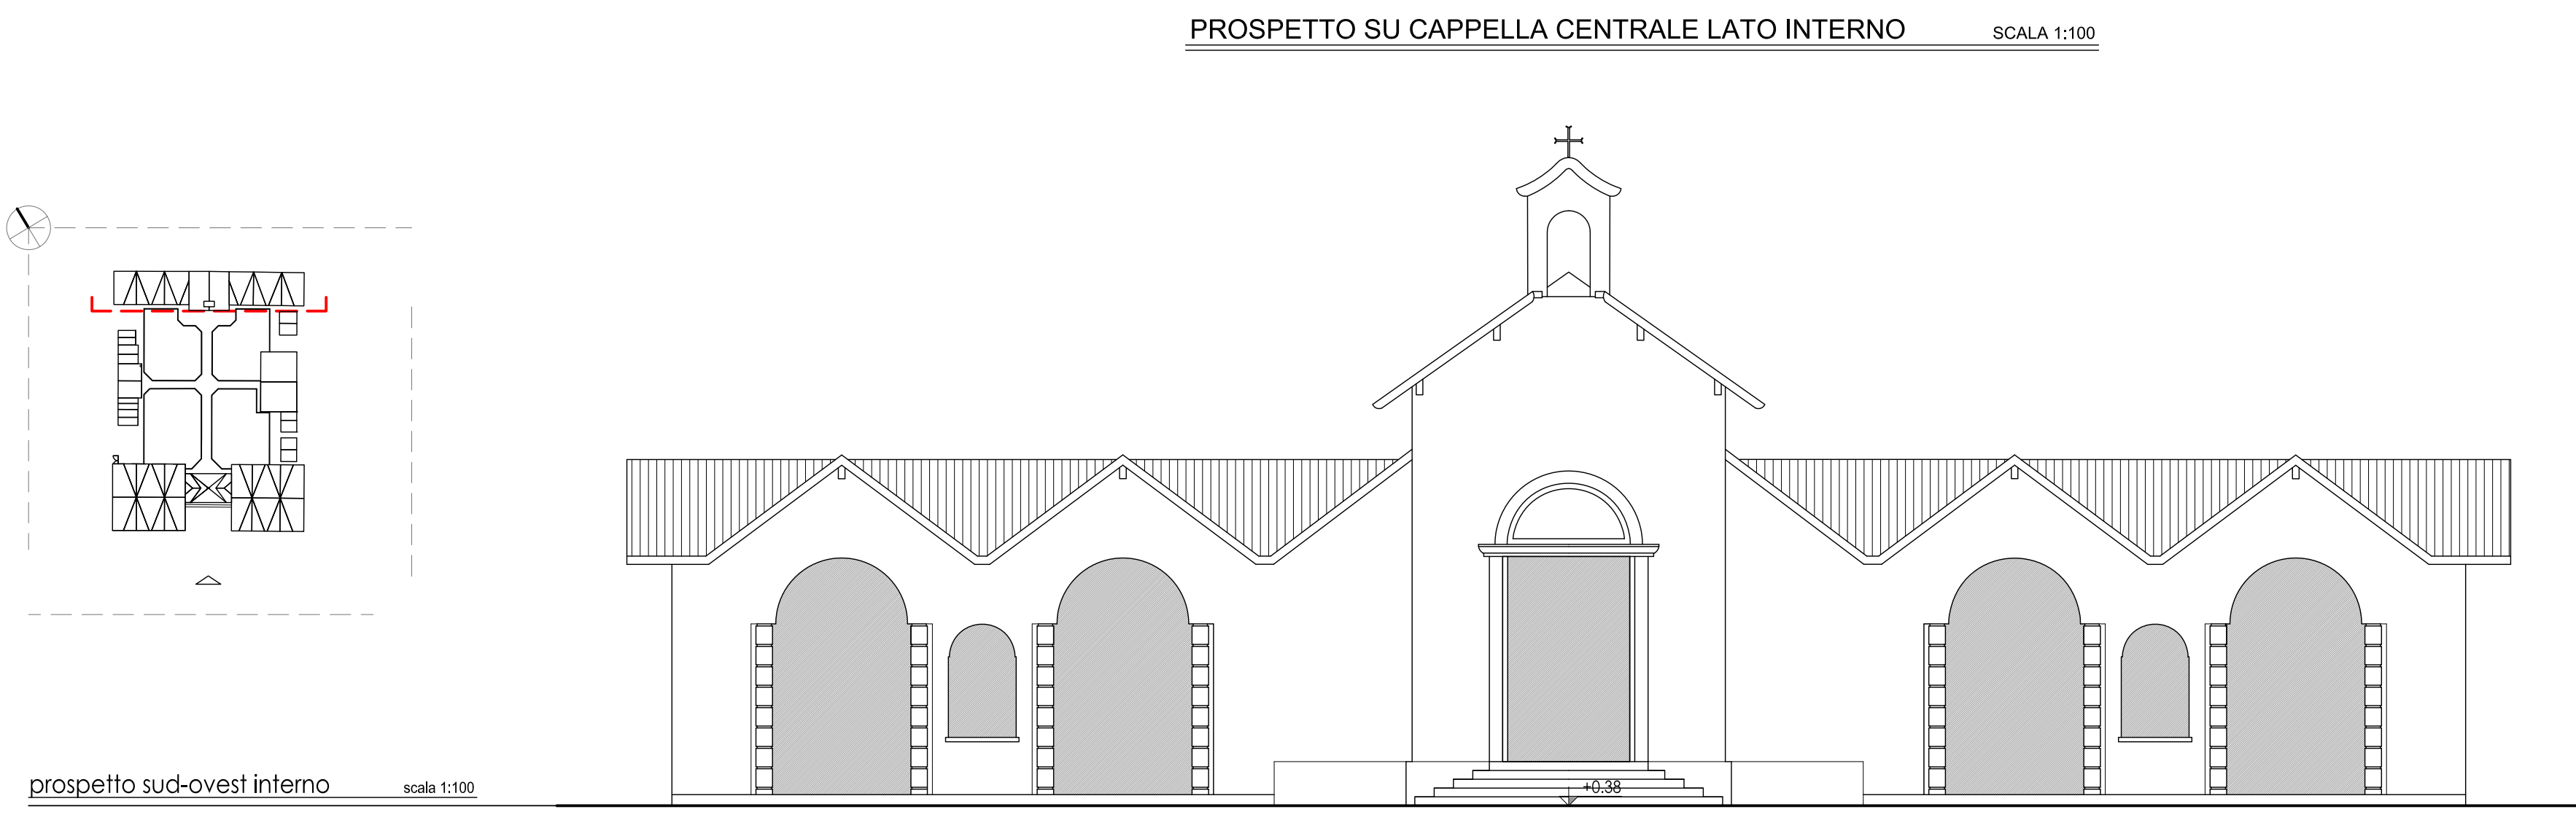 PROSPETTO SU CAPPELLA CENTRALE LATO INTERNO SCALA 1:100
prospetto sud-ovest interno scala 1:100
+0.38